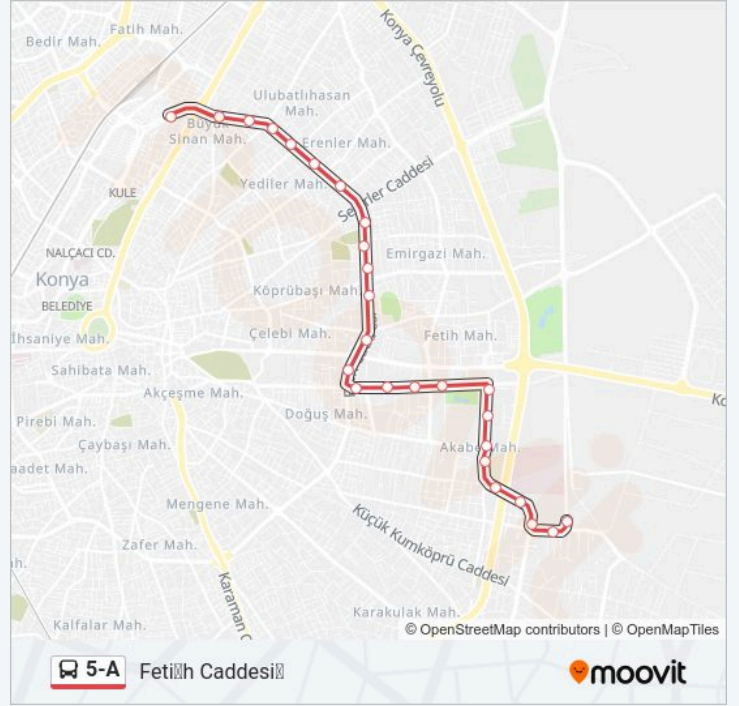 Fatih Mah.
Bedir Mah.
Konya Çevreyolu
Ulubatlıhasan
Mah.
Büyük
Sinan Mah.
Erenler Mah.
Yediler Mah.
KULE
NALÇACI CD.
Emirgazi Mah.
Konya
Köprübaşı Mah.
BELEDİYE
İhsaniye Mah.
Çelebi Mah.
Fetih Mah.
Sahibata Mah.
Akçeşme Mah.
Doğuş Mah.
Pirebi Mah.
Çaybaşı Mah.
Akabe Mah.
aadet Mah.
Mengene Mah.
Küçük Kumköprü Caddesi
Zafer Mah.
Karaman C
Karakulak Mah.
Kalfalar Mah.
© OpenStreetMap contributors | © OpenMapTiles
5-A Feti▯h Caddesi▯
moovit